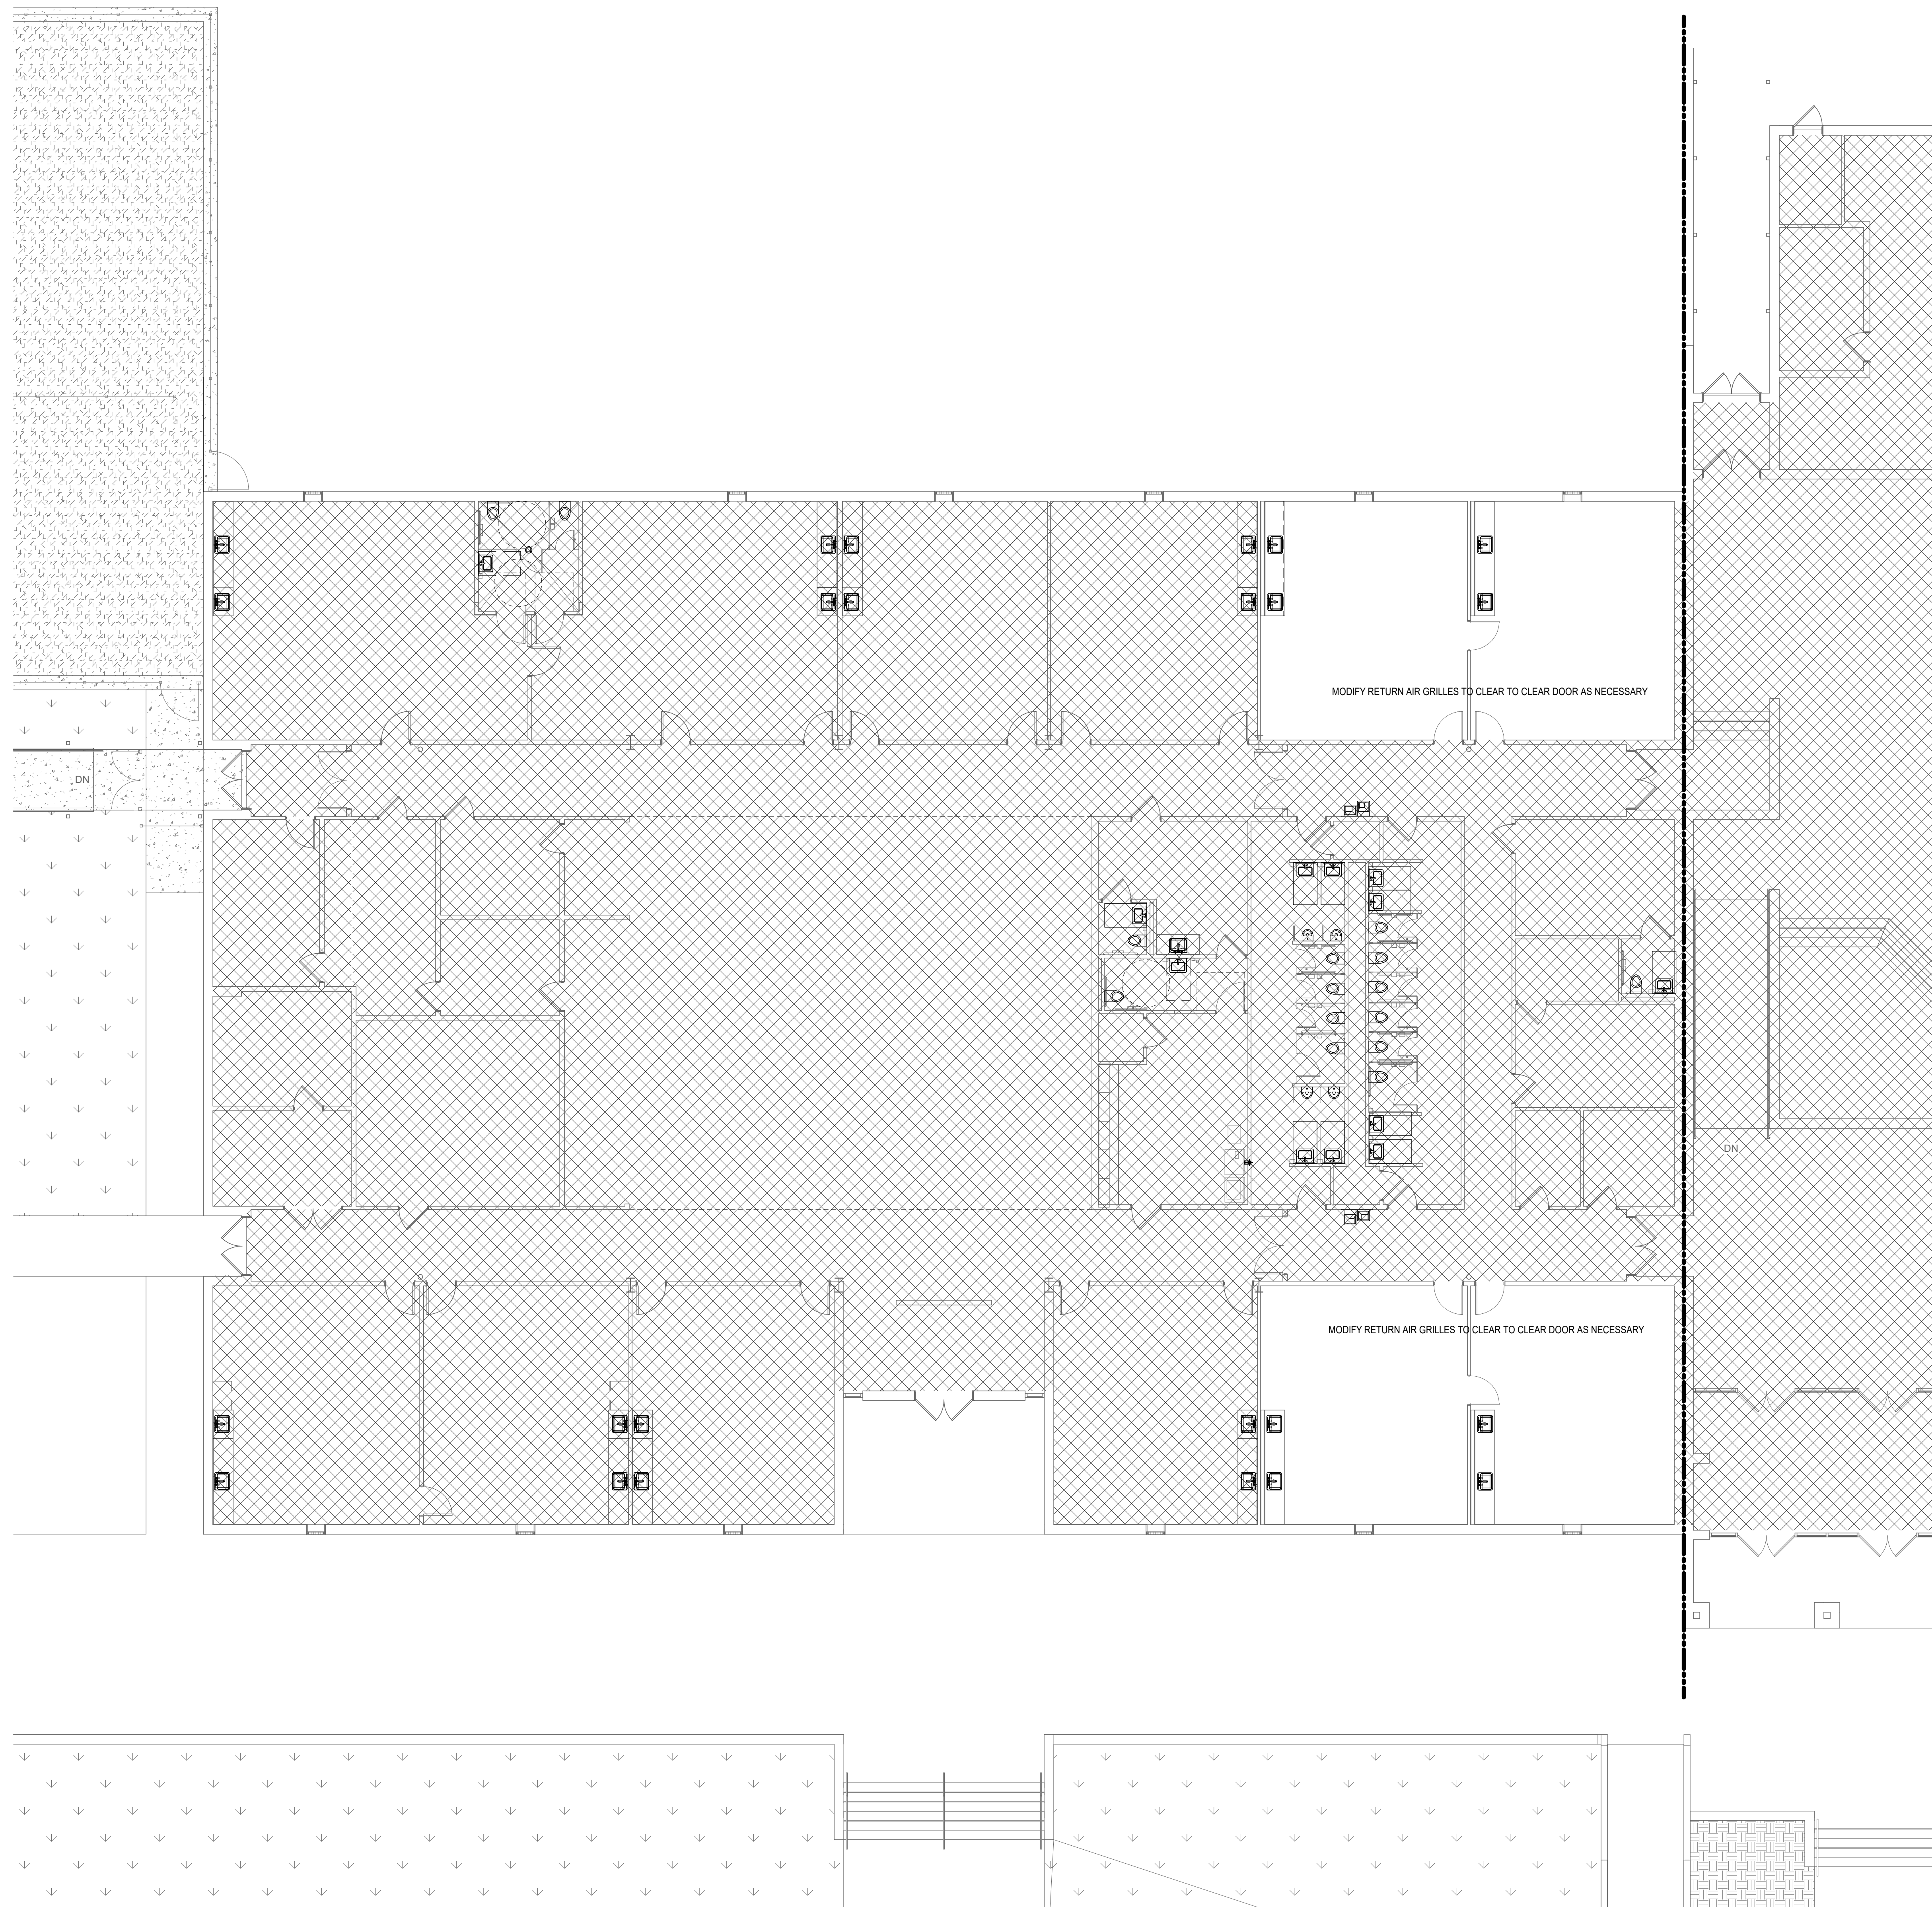 MODIFY RETURN AIR GRILLES TO CLEAR TO CLEAR DOOR AS NECESSARY
DN
DN
MODIFY RETURN AIR GRILLES TO CLEAR TO CLEAR DOOR AS NECESSARY